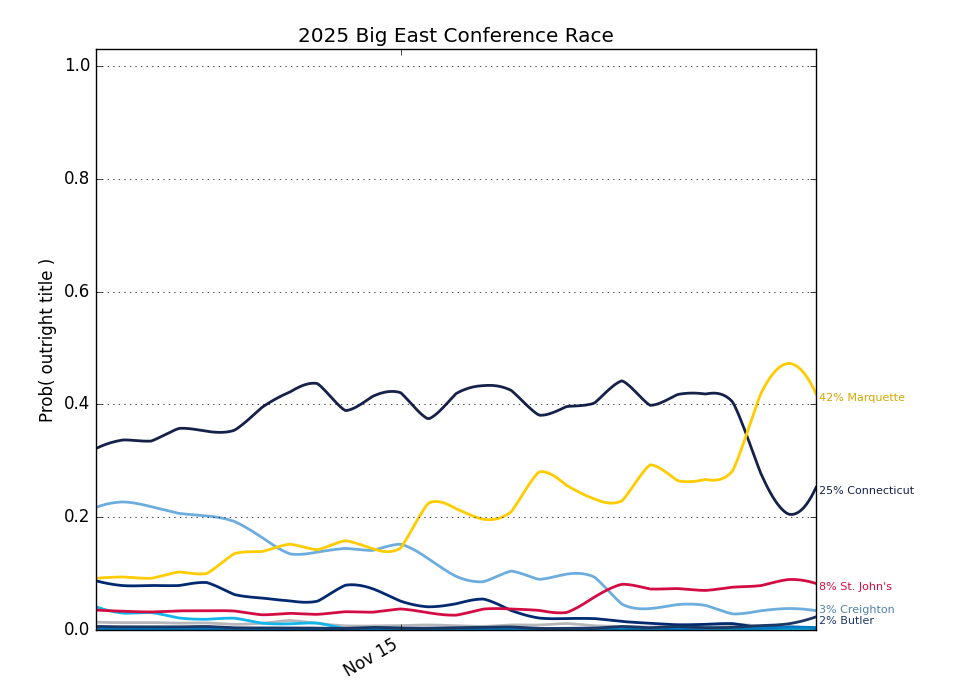 2025 Big East Conference Race
1.0
0.8
0.6
0.4
0.2
0.0
Prob( outright title )
Nov 15
42% Marquette
25% Connecticut
8% St. John's
3% Creighton
2% Butler